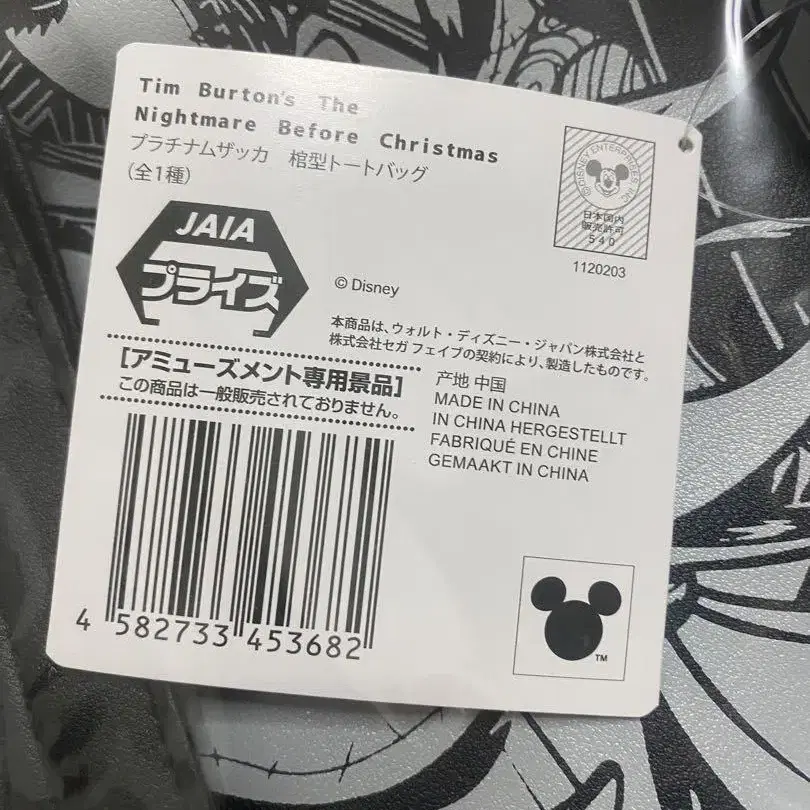 Tim Burton's The
Nightmare Before Christmas
プラチナムザッカ 棺型トートバッグ
(全1種)
©DISNEY ENTERPRISES, INC.
日本国内
販売許可
540
1120203
JAIA
プライズ
© Disney
本商品は、ウォルト・ディズニー・ジャパン株式会社と
株式会社セガ フェイブの契約により、製造したものです。
[アミューズメント専用景品]
この商品は一般販売されておりません。
产地 中国
MADE IN CHINA
IN CHINA HERGESTELLT
FABRIQUÉ EN CHINE
GEMAAKT IN CHINA
4 582733 453682
TM